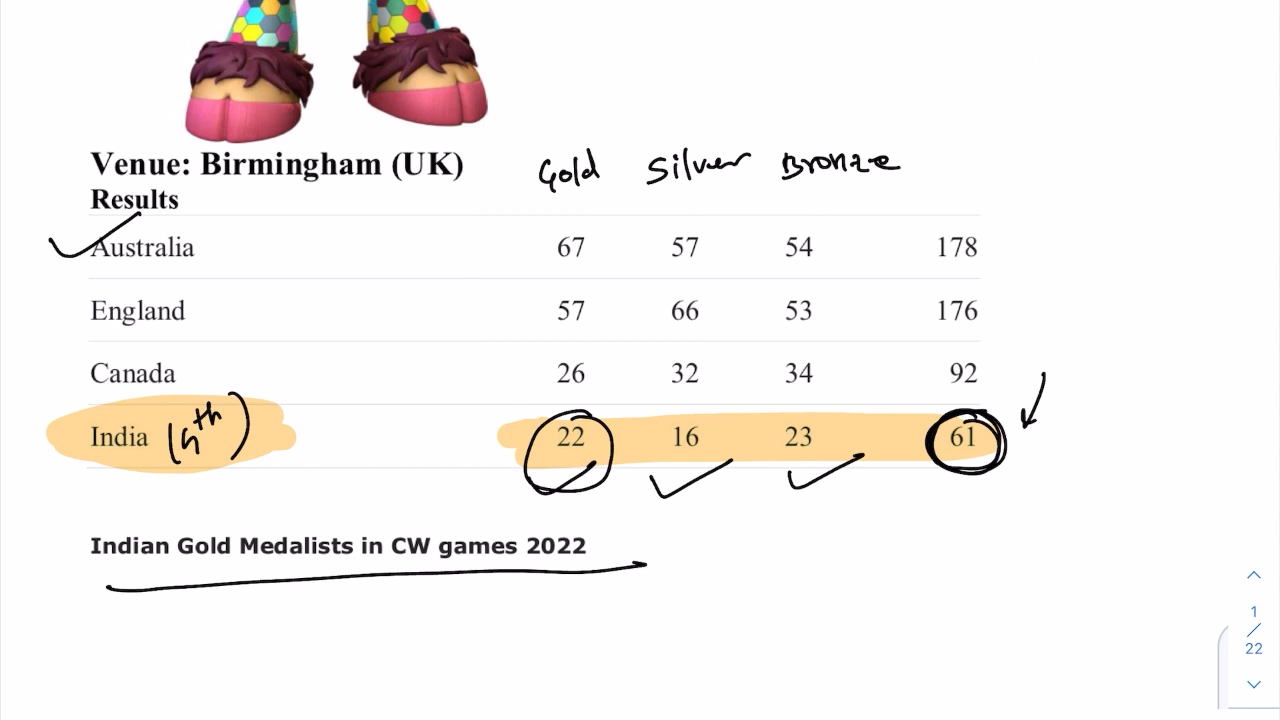 Venue: Birmingham (UK) Gold Silver Bronze
Results
Australia 67 57 54 178
England 57 66 53 176
Canada 26 32 34 92
India (4th) 22 16 23 61
Indian Gold Medalists in CW games 2022
1
/
22